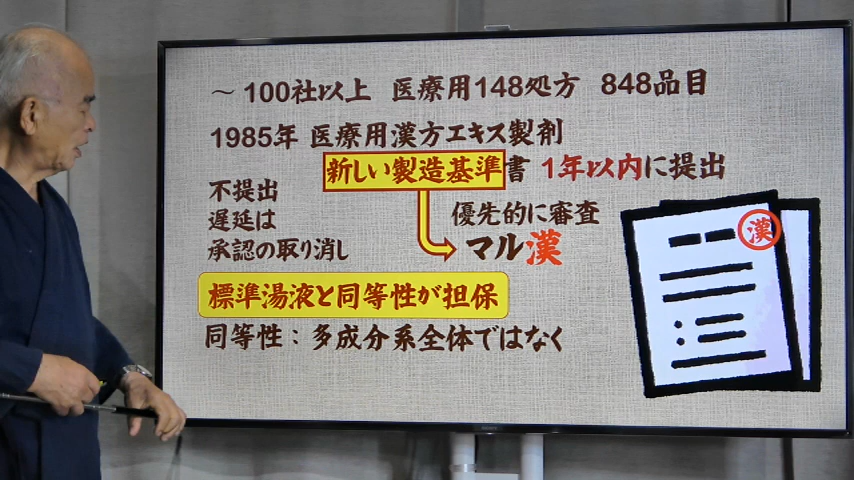 ～ 100社以上 医療用148処方 848品目
1985年 医療用漢方エキス製剤
新しい製造基準書 1年以内に提出
不提出
遅延は
承認の取り消し
優先的に審査
マル漢
標準湯液と同等性が担保
同等性：多成分系全体ではなく
漢